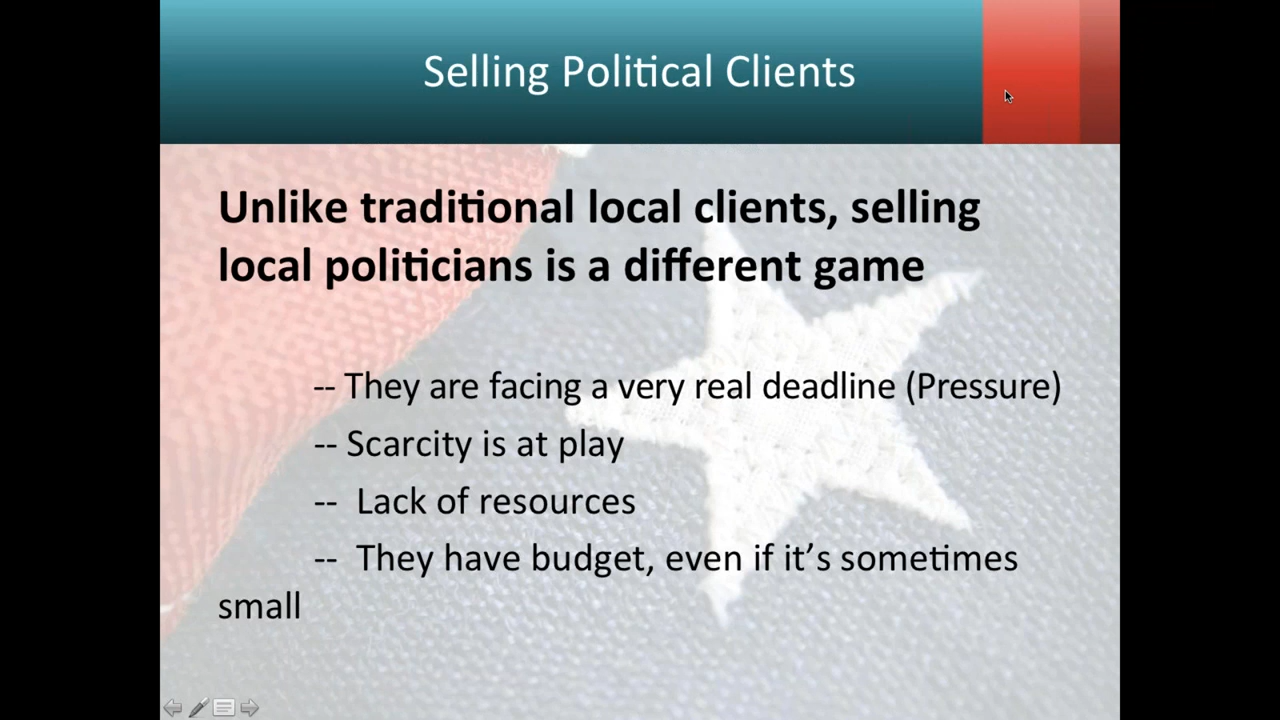 Selling Political Clients
Unlike traditional local clients, selling
local politicians is a different game
-- They are facing a very real deadline (Pressure)
-- Scarcity is at play
-- Lack of resources
-- They have budget, even if it’s sometimes
small